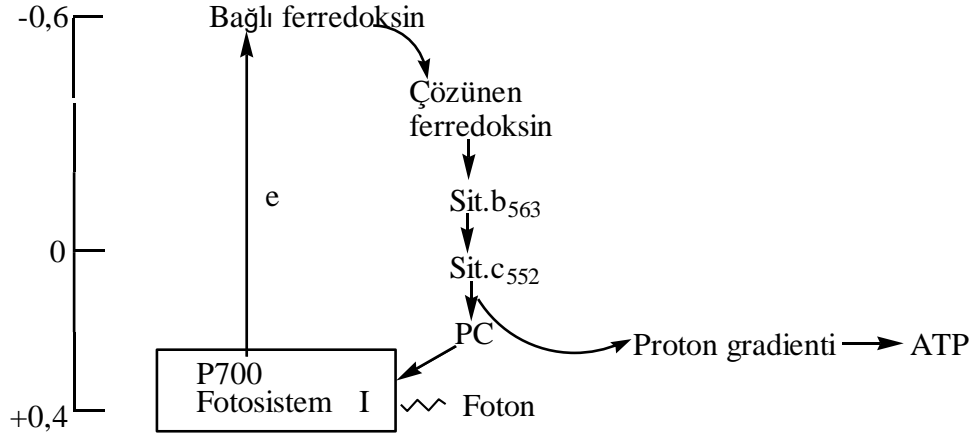 -0,6
Bağlı ferredoksin
Çözünen
ferredoksin
e
Sit.b563
0
Sit.c552
PC
Proton gradienti
ATP
P700
Fotosistem I
Foton
+0,4